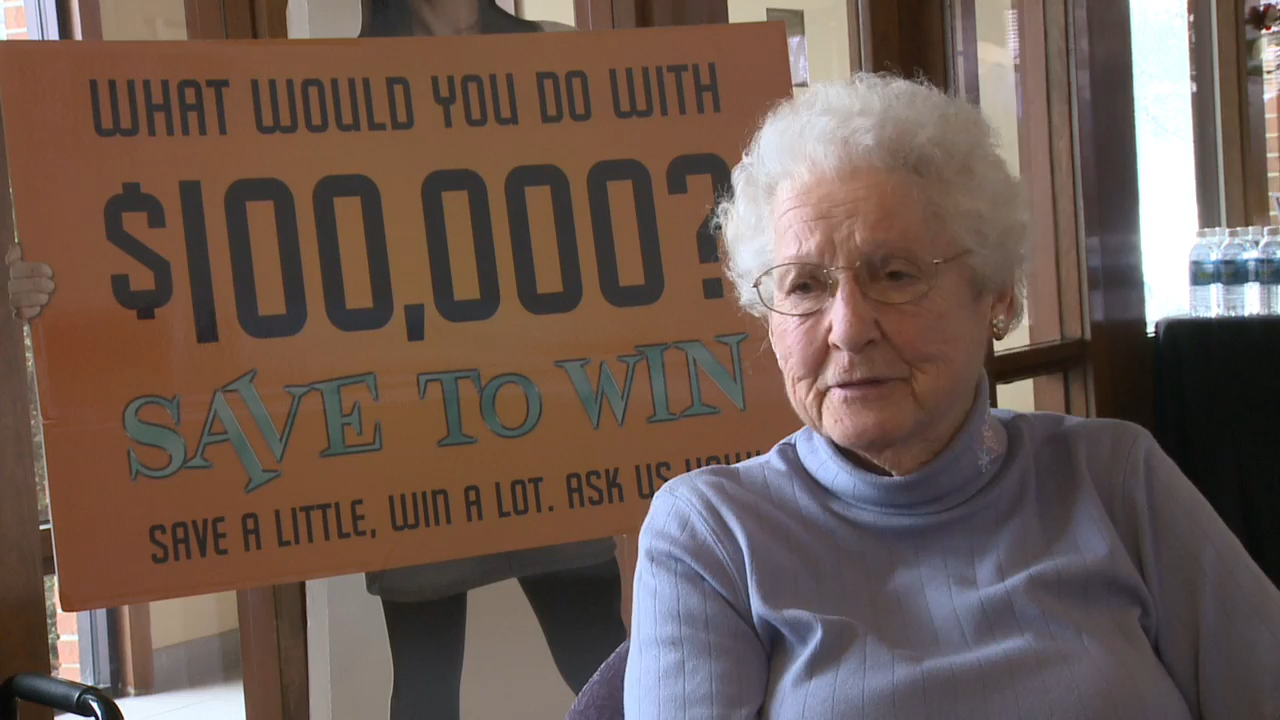 WHAT WOULD YOU DO WITH
$100,000?
SAVE TO WIN
SAVE A LITTLE, WIN A LOT. ASK US